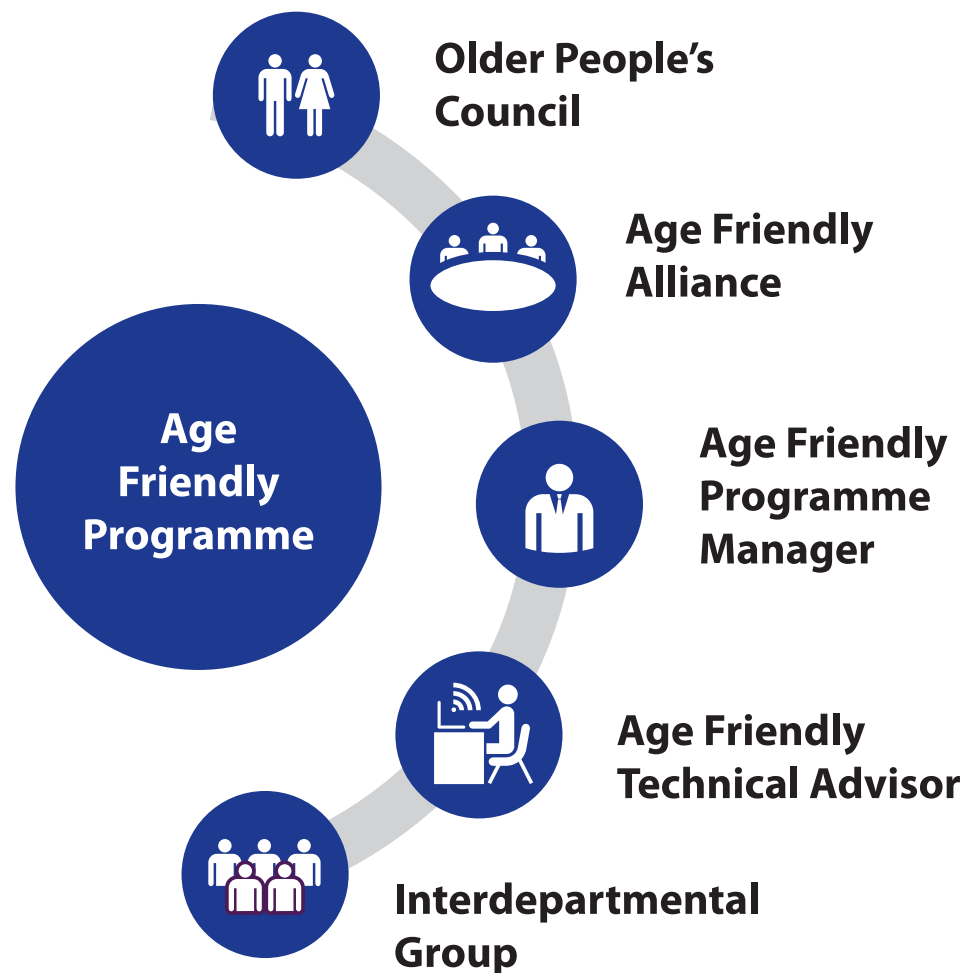 Older People’s
Council
Age Friendly
Alliance
Age
Friendly
Programme
Age Friendly
Programme
Manager
Age Friendly
Technical Advisor
Interdepartmental
Group